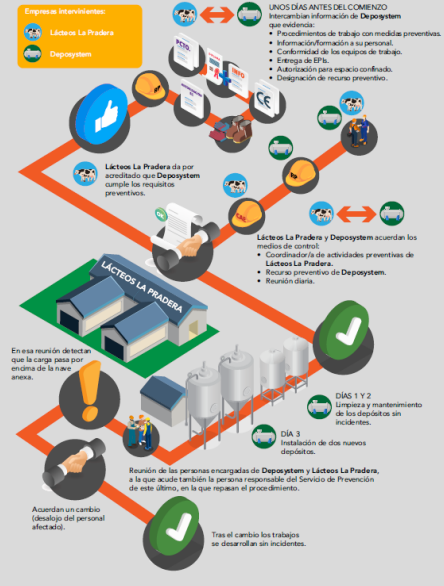 Empresas intervinientes:
Lácteos La Pradera
Deposystem
UNOS DÍAS ANTES DEL COMIENZO
Intercambian información de Deposystem
que evidencia:
• Procedimientos de trabajo con medidas preventivas.
• Información/formación a su personal.
• Conformidad de los equipos de trabajo.
• Entrega de EPIs.
• Autorización para espacio confinado.
• Designación de recurso preventivo.
PCTO.
INFO
CE
Lácteos La Pradera da por
acreditado que Deposystem
cumple los requisitos
preventivos.
OK
Lácteos La Pradera y Deposystem acuerdan los
medios de control:
• Coordinador/a de actividades preventivas de
Lácteos La Pradera.
• Recurso preventivo de Deposystem.
• Reunión diaria.
LÁCTEOS LA PRADERA
En esa reunión detectan
que la carga pasa por
encima de la nave
anexa.
DÍAS 1 Y 2
Limpieza y mantenimiento
de los depósitos sin
incidentes.
DÍA 3
Instalación de dos nuevos
depósitos.
Reunión de las personas encargadas de Deposystem y Lácteos La Pradera,
a la que acude también la persona responsable del Servicio de Prevención
de este último, en la que repasan el procedimiento.
Acuerdan un cambio
(desalojo del personal
afectado).
Tras el cambio los trabajos
se desarrollan sin incidentes.